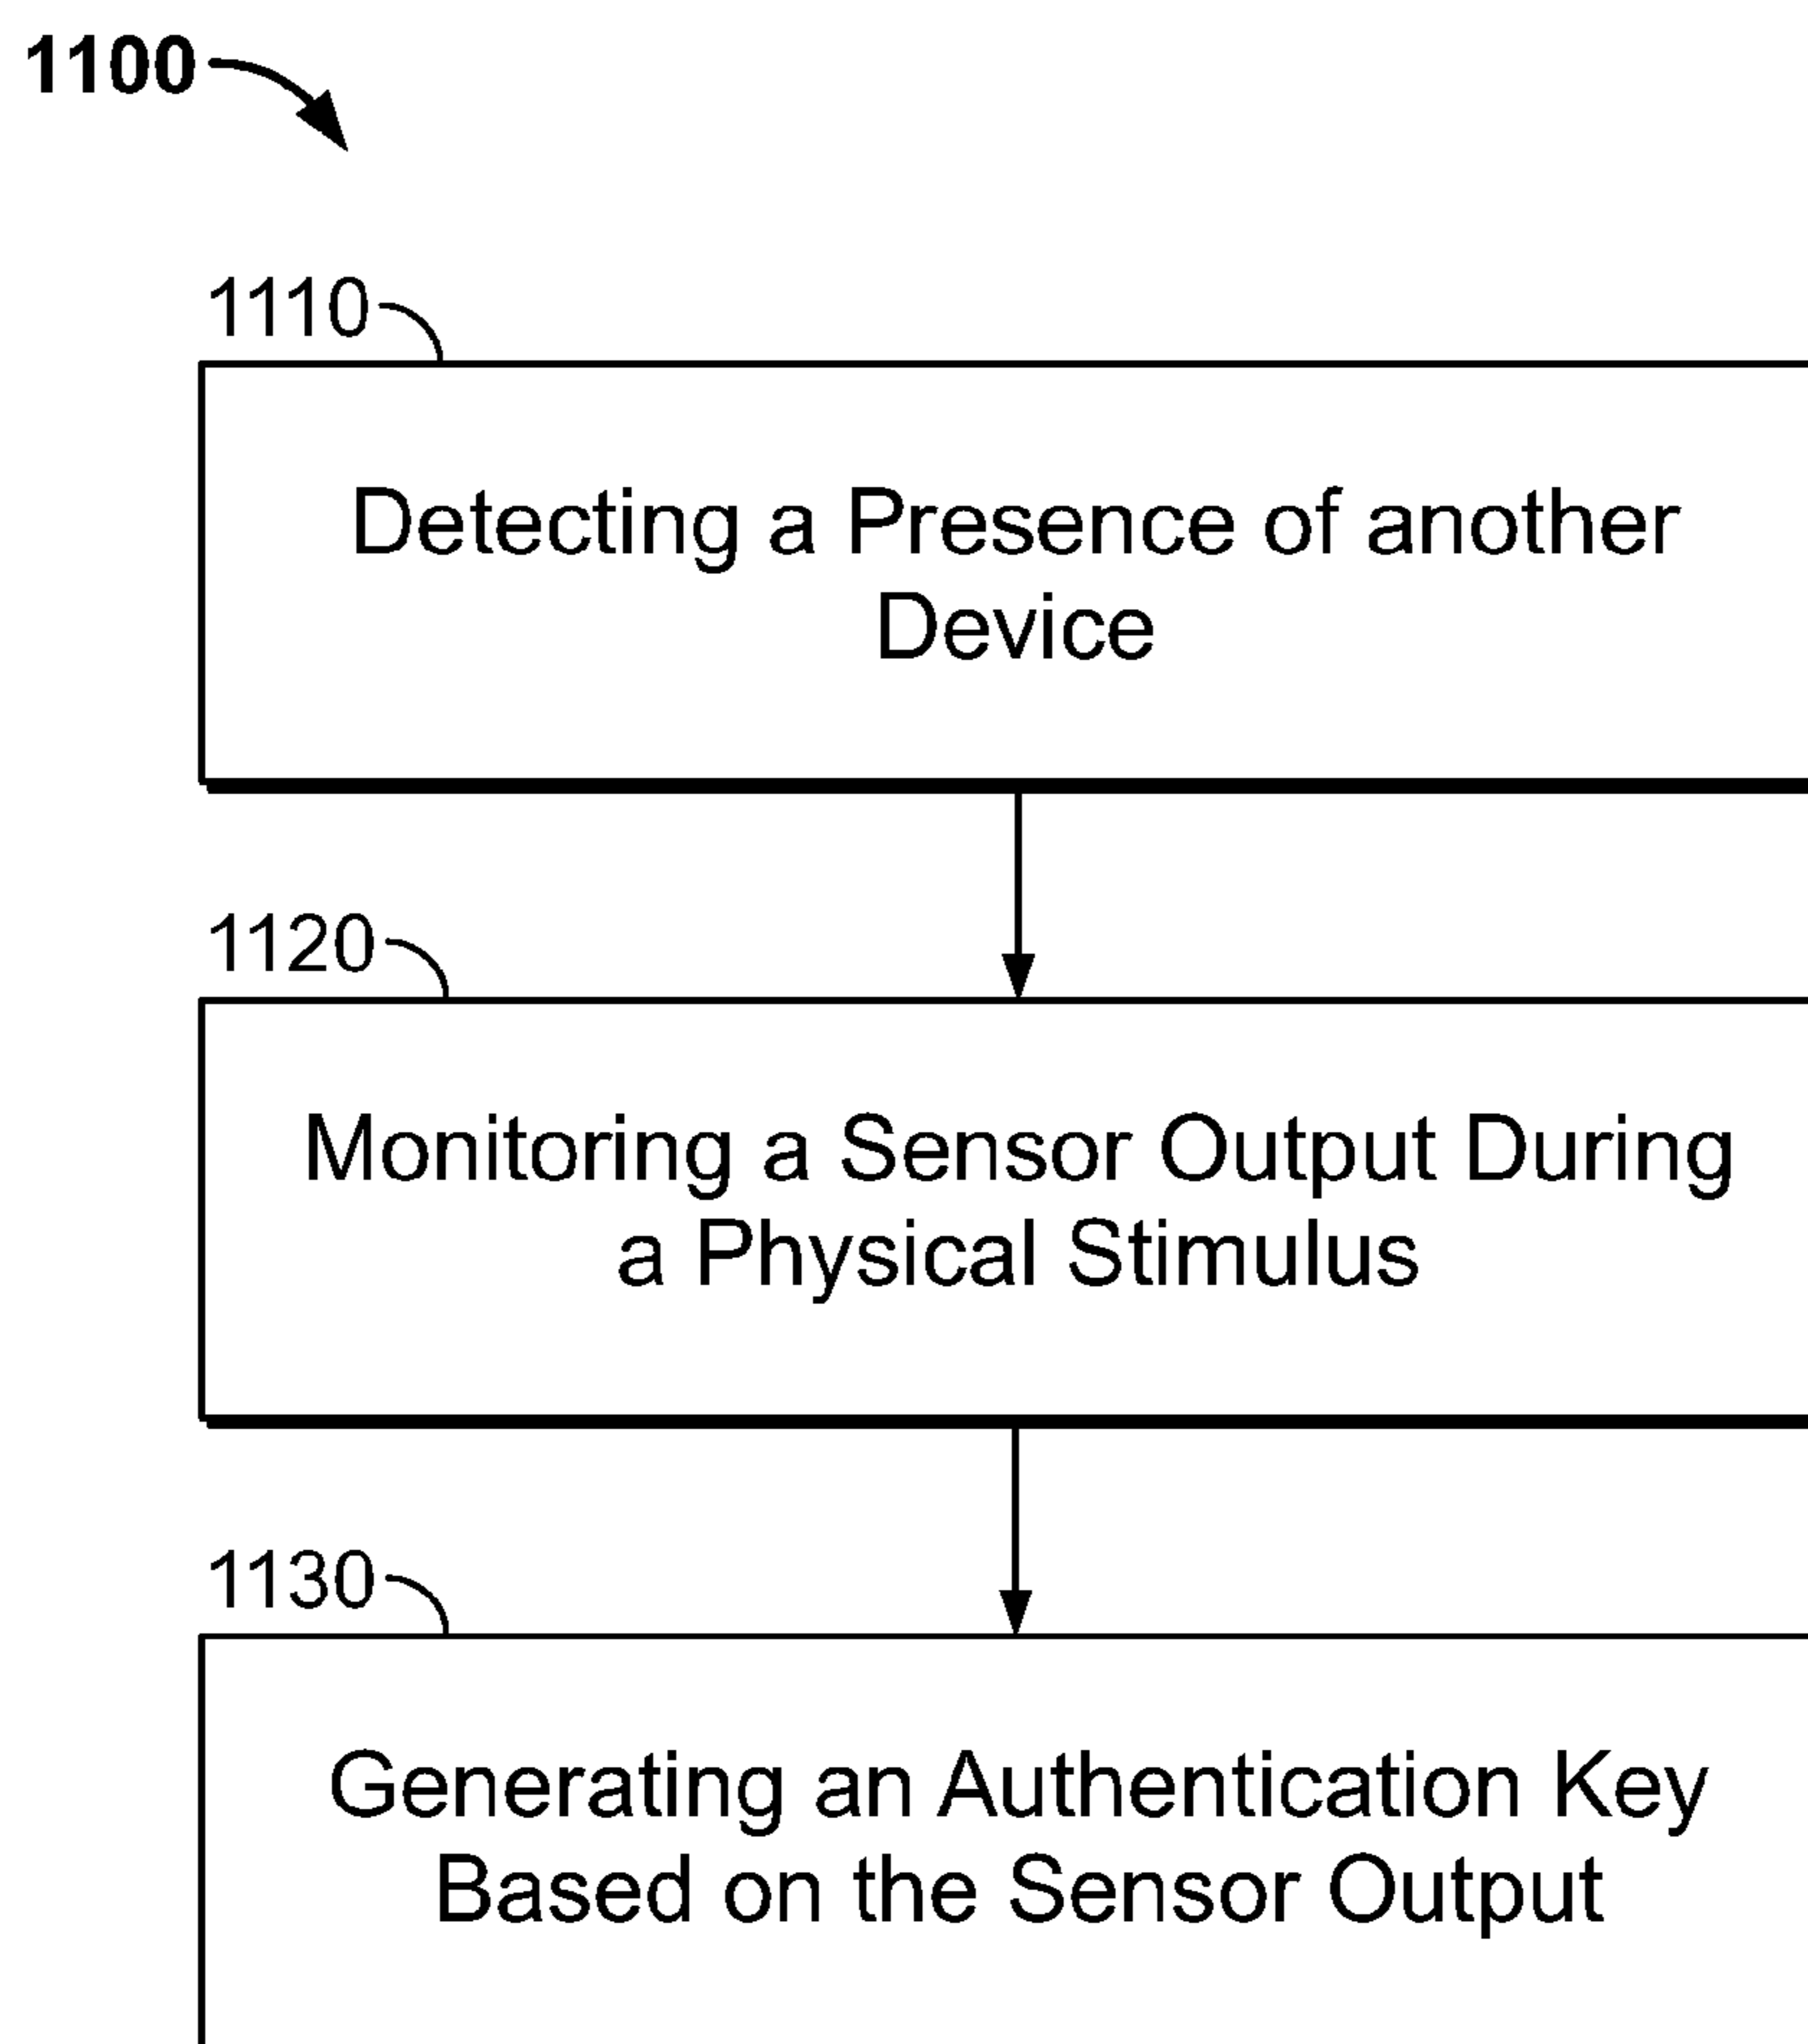 1100
1110
Detecting a Presence of another
Device
1120
Monitoring a Sensor Output During
a Physical Stimulus
1130
Generating an Authentication Key
Based on the Sensor Output